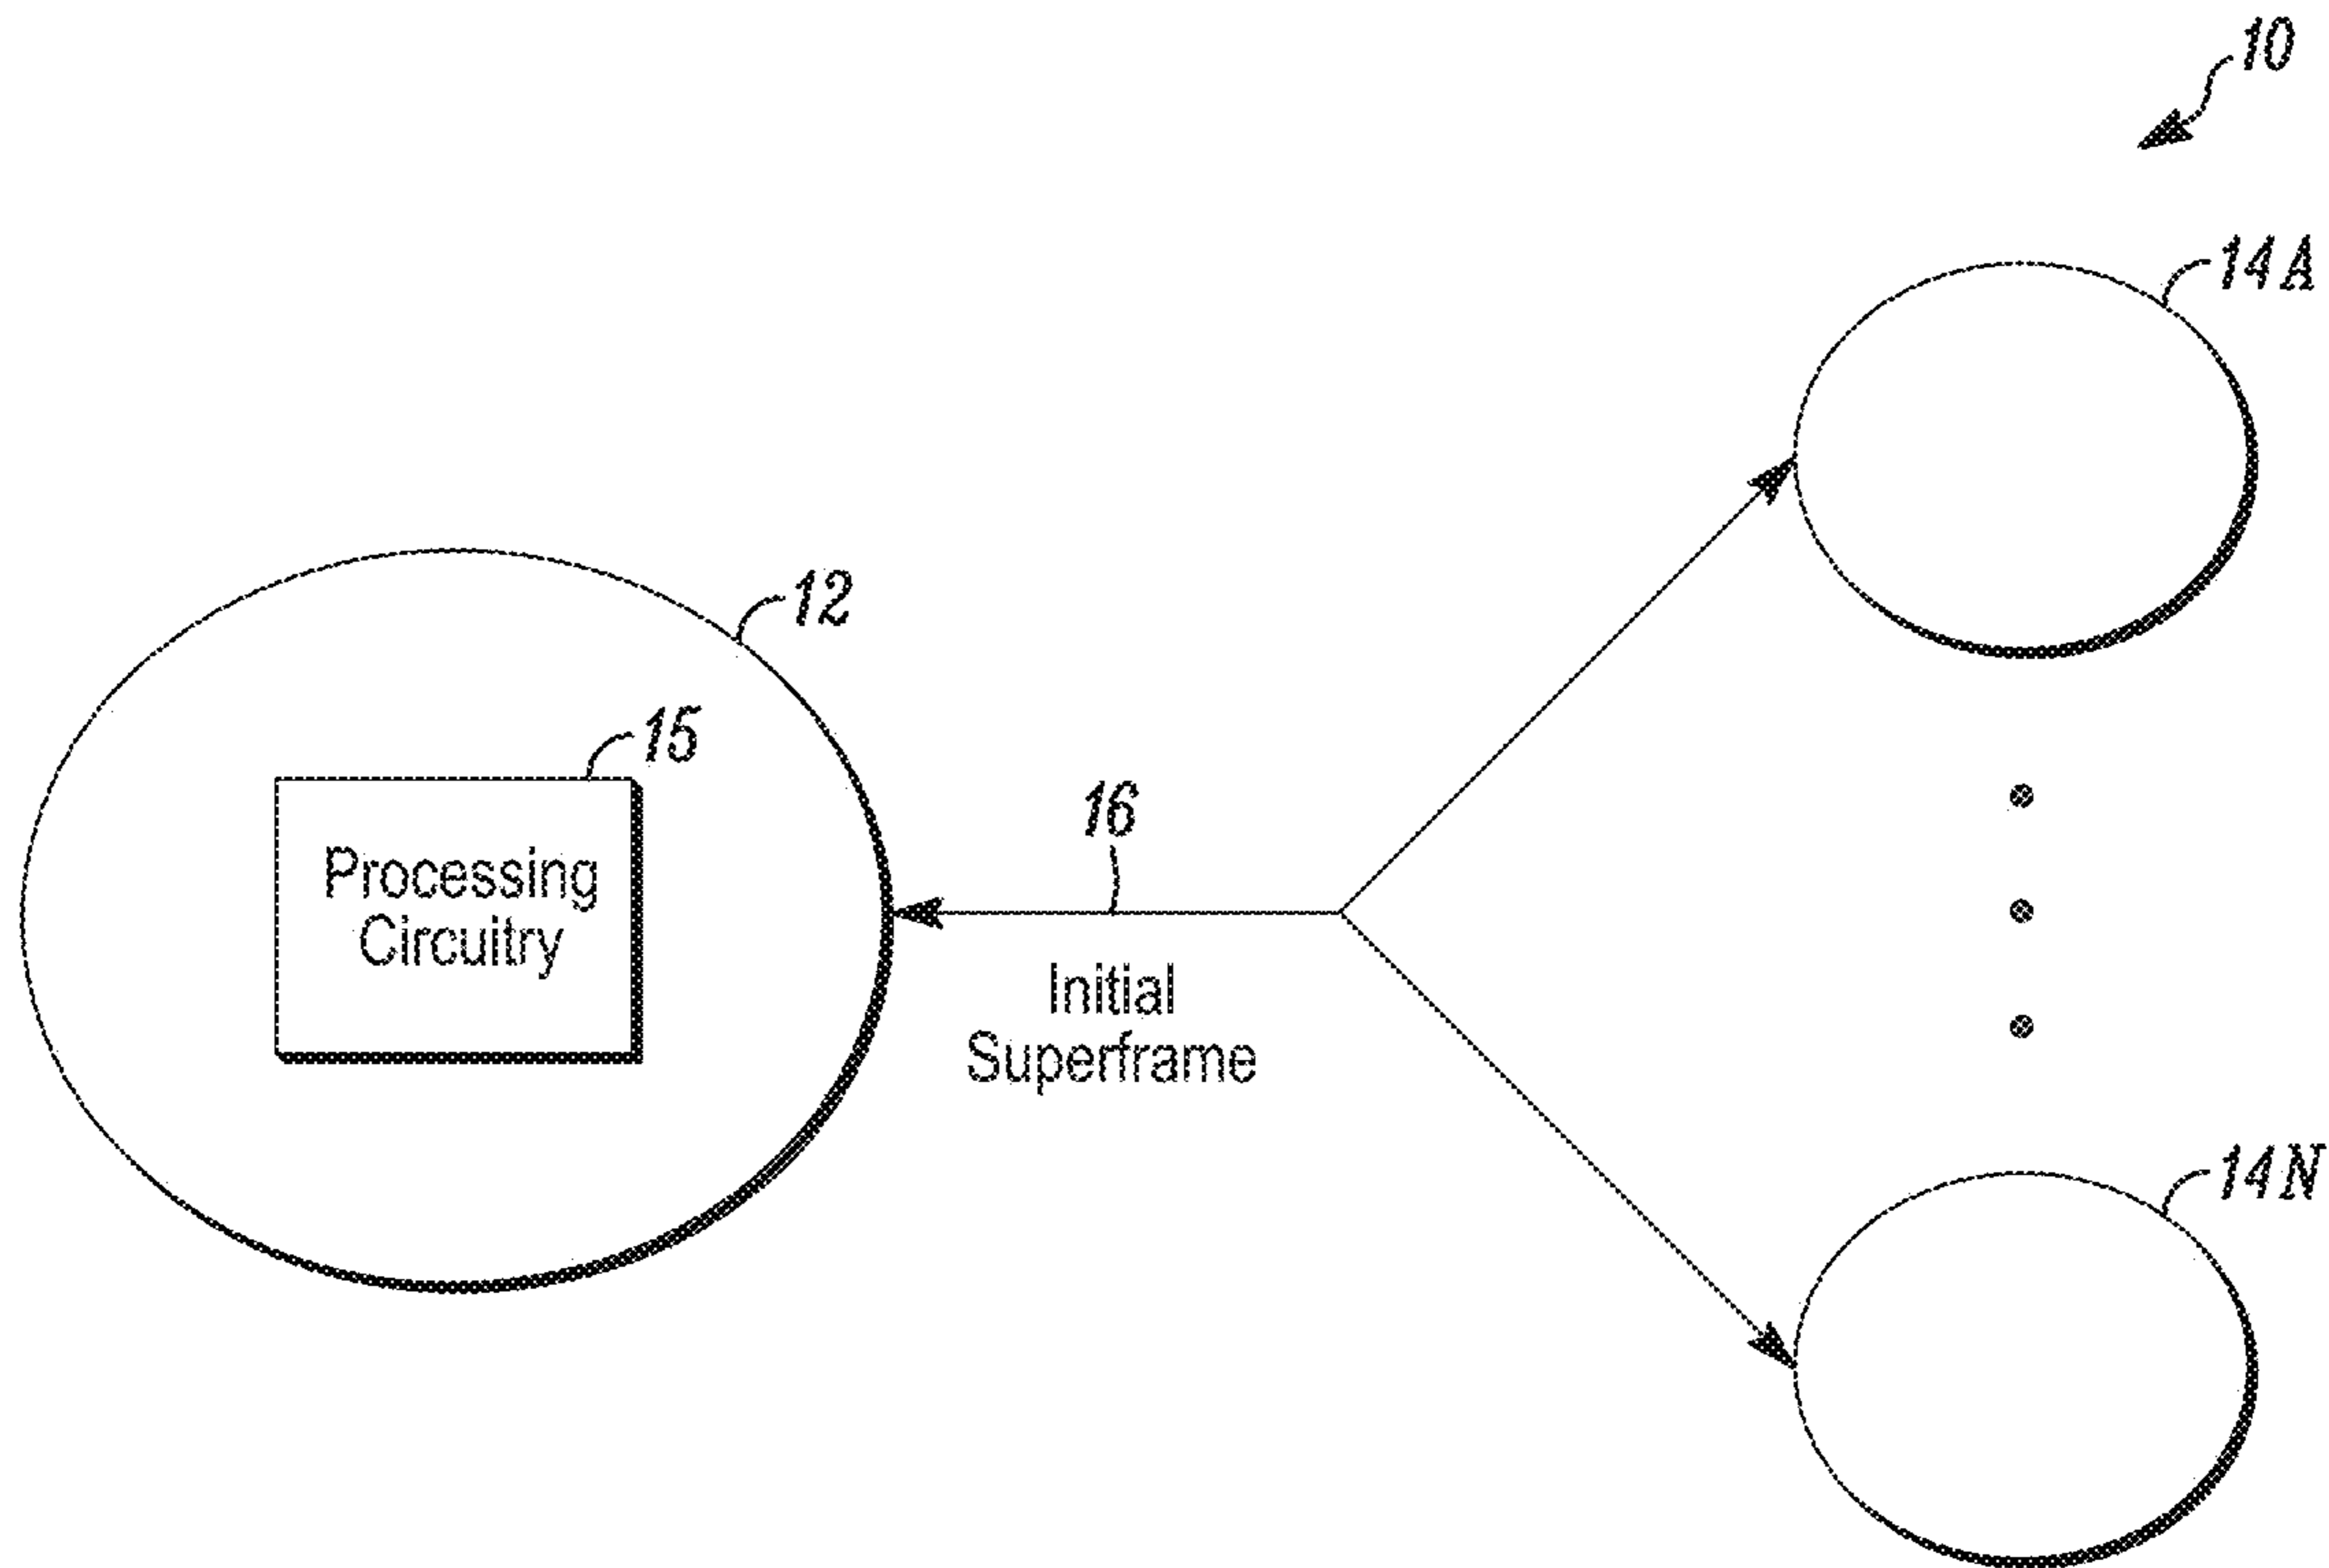 10
14A
12
15
Processing
Circuitry
16
Initial
Superframe
14N